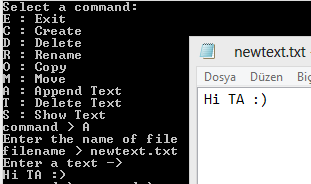 Select a command:
E : Exit
C : Create
D : Delete
R : Rename
O : Copy
M : Move
A : Append Text
T : Delete Text
S : Show Text
command > A
Enter the name of file
filename > newtext.txt
Enter a text ->
Hi TA :)
newtext.txt -
Dosya Düzen
Hi TA :)